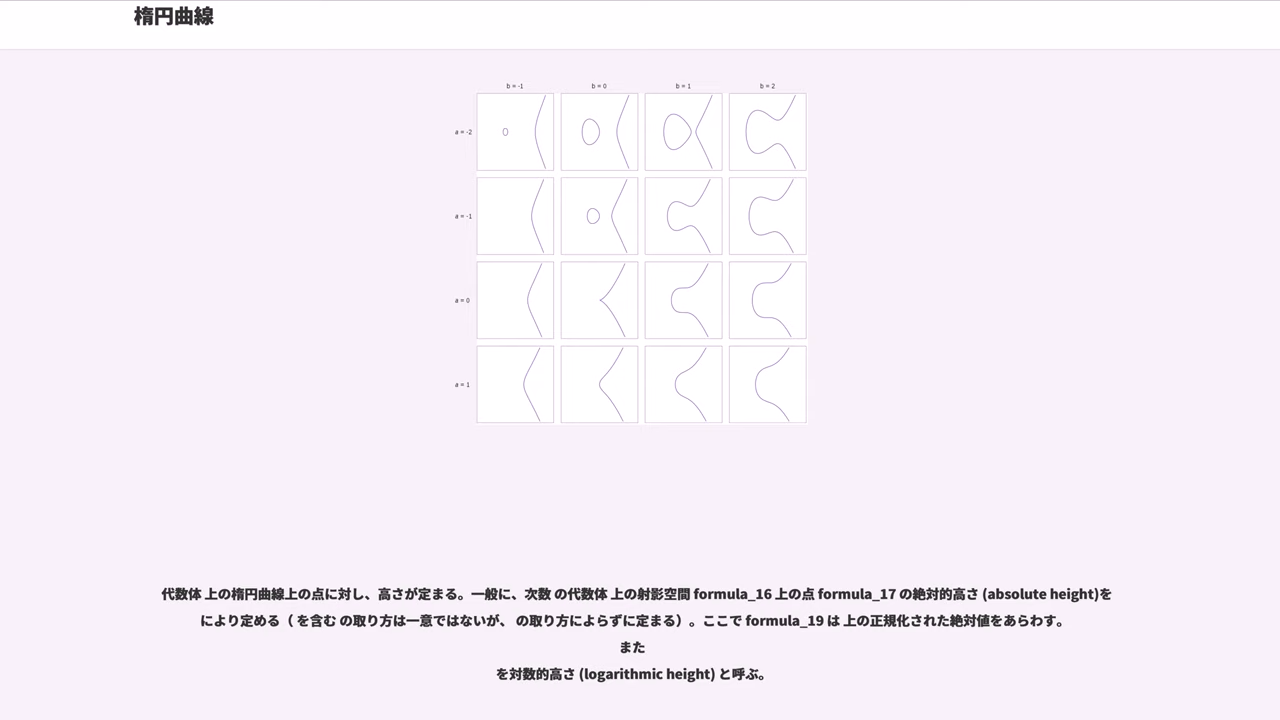 楕円曲線
b = -1
b = 0
b = 1
b = 2
a = -2
a = -1
a = 0
a = 1
代数体 上の楕円曲線上の点に対し、高さが定まる。一般に、次数 の代数体 上の射影空間 formula_16 上の点 formula_17 の絶対的高さ (absolute height)を
により定める（ を含む の取り方は一意ではないが、 の取り方によらずに定まる）。ここで formula_19 は 上の正規化された絶対値をあらわす。
また
を対数的高さ (logarithmic height) と呼ぶ。